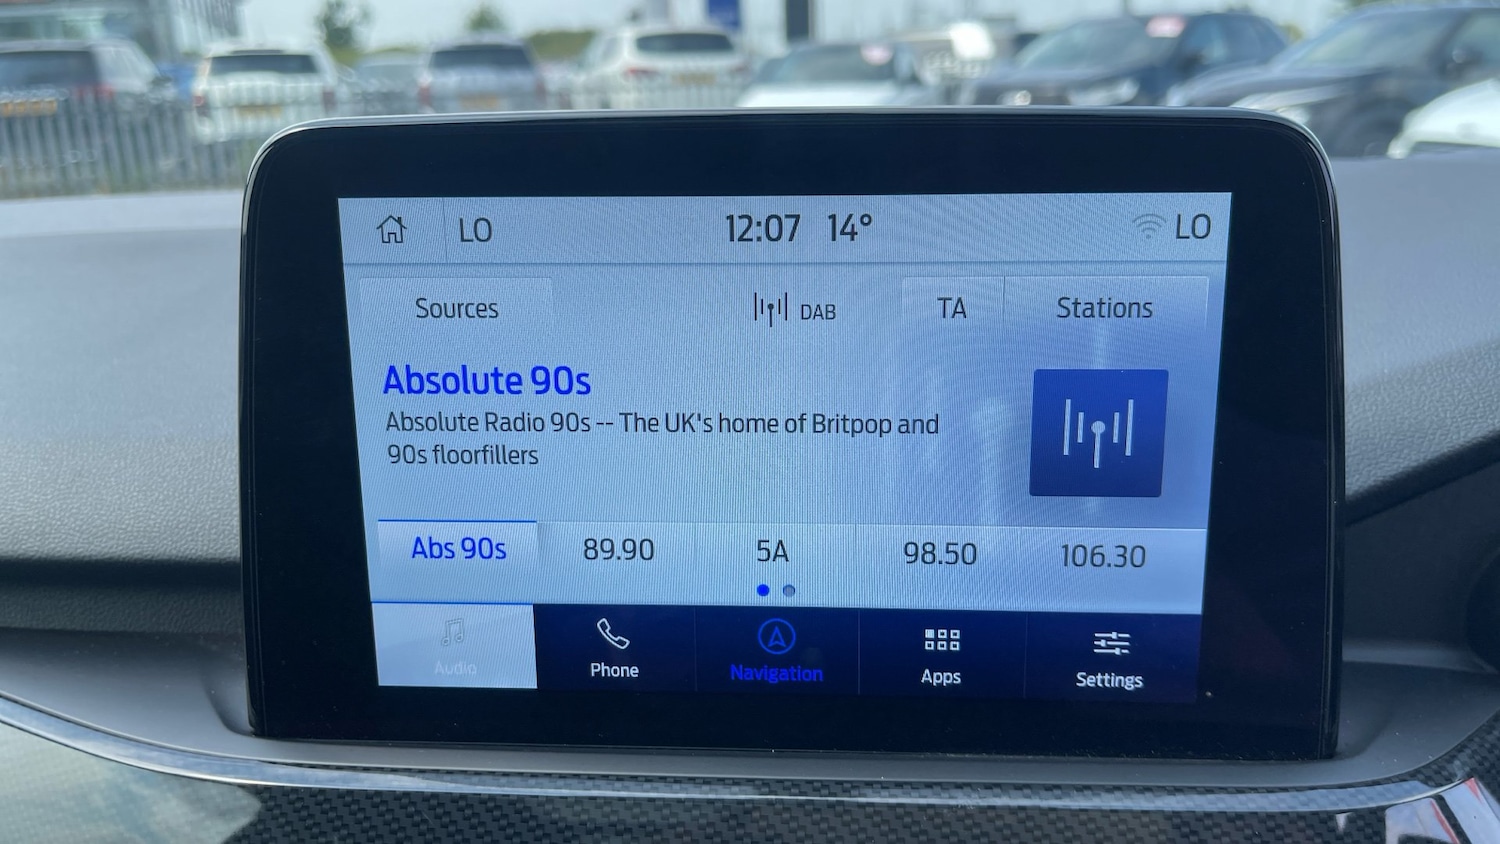 LO 12:07 14° LO
Sources DAB TA Stations
Absolute 90s
Absolute Radio 90s -- The UK's home of Britpop and
90s floorfillers
Abs 90s 89.90 5A 98.50 106.30
Audio Phone Navigation Apps Settings